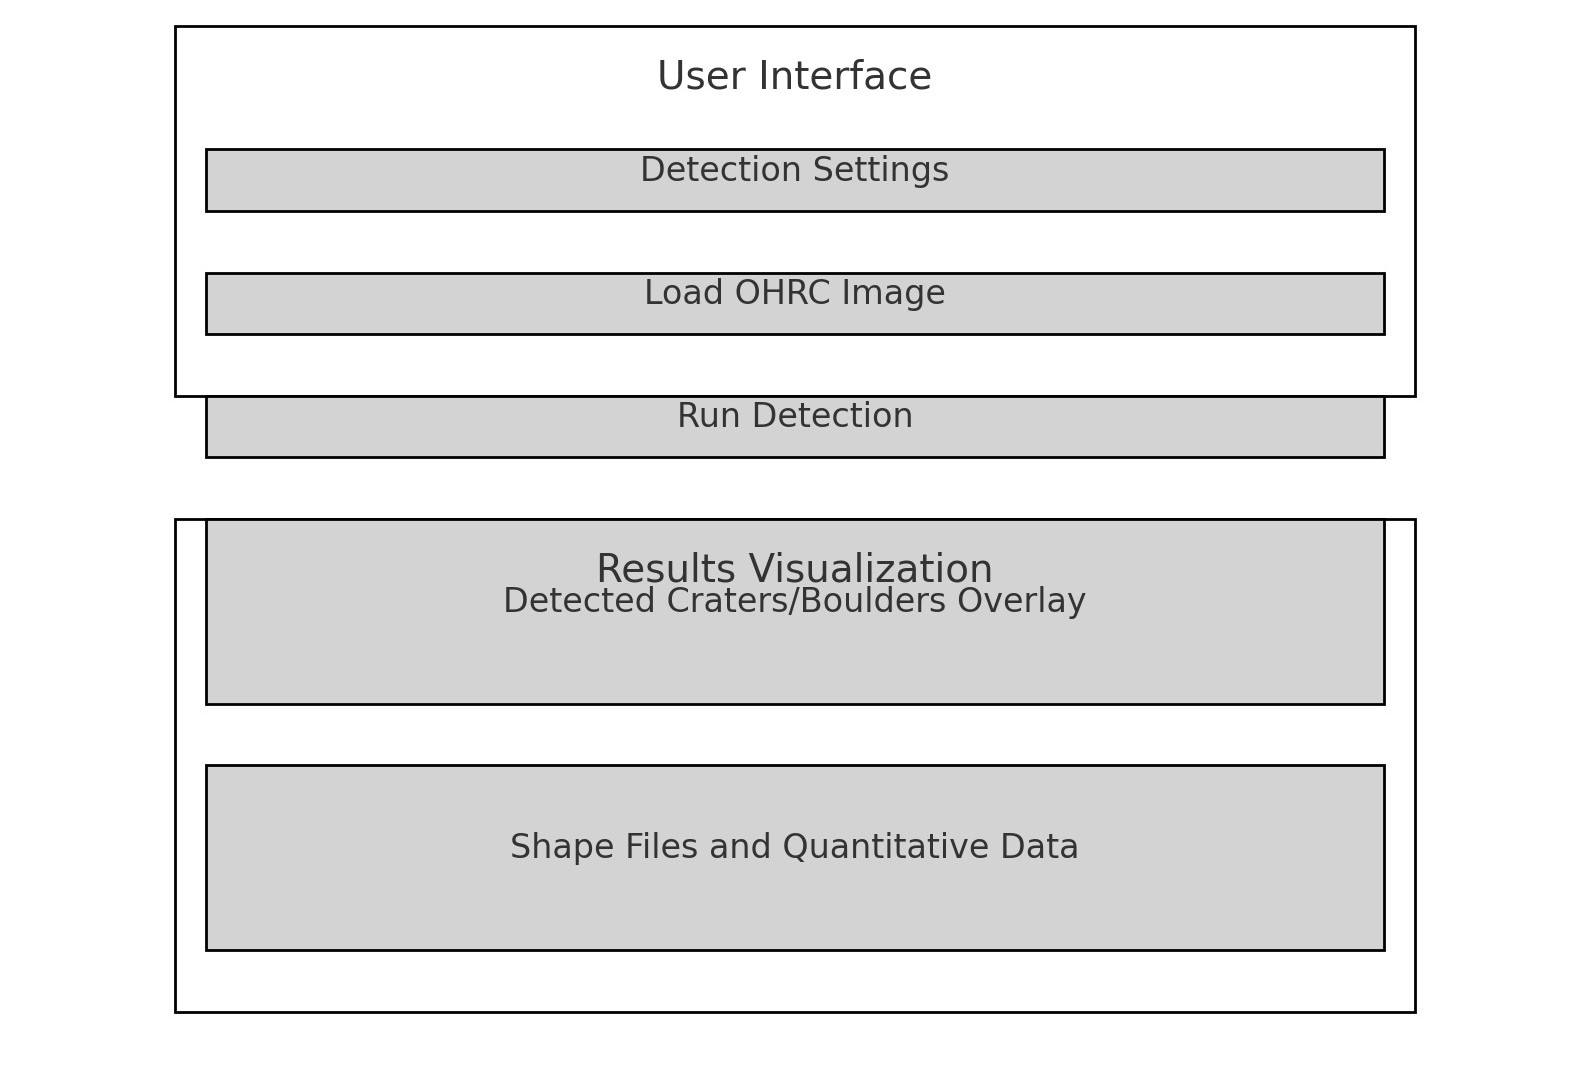 User Interface
Detection Settings
Load OHRC Image
Run Detection
Results Visualization
Detected Craters/Boulders Overlay
Shape Files and Quantitative Data